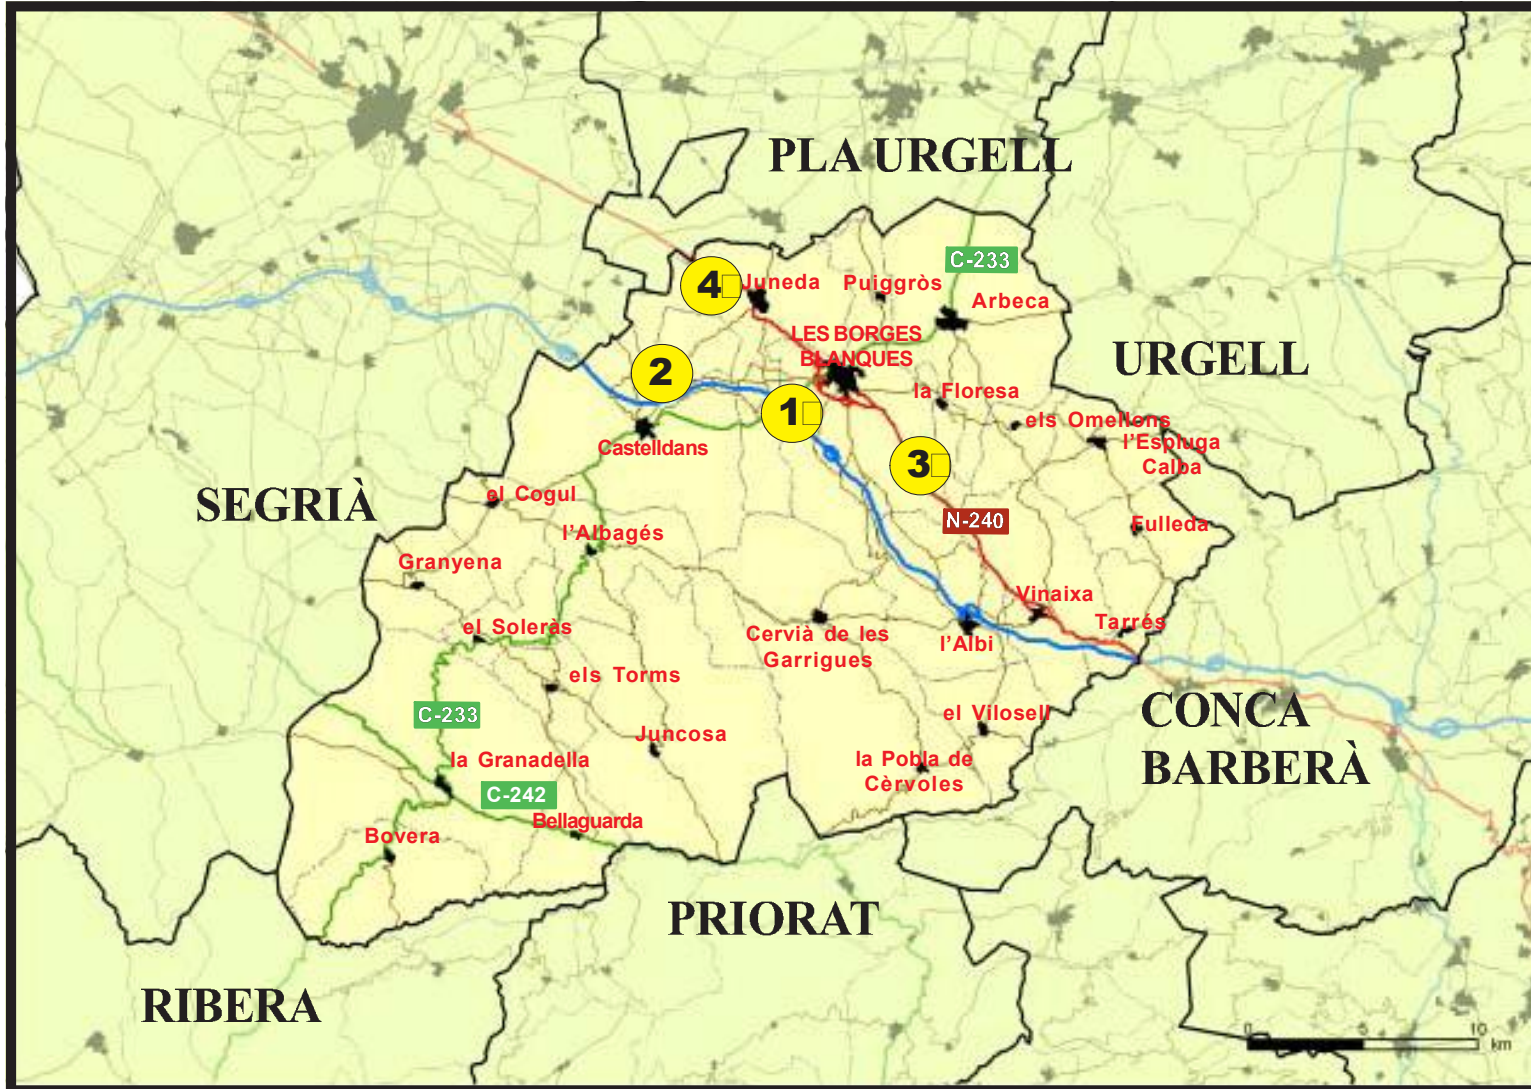 PLA URGELL
C-233
4
Juneda
Puiggròs
Arbeca
LES BORGES
BLANQUES
URGELL
2
la Floresa
1
els Omellons
l'Espluga
Calba
Castelldans
3
SEGRIÀ
el Cogul
N-240
Fulleda
l'Albagés
Granyena
Vinaixa
Tarrés
el Soleràs
Cervià de les
Garrigues
l'Albi
els Torms
CONCA
BARBERÀ
C-233
el Vilosell
Juncosa
la Granadella
la Pobla de
Cèrvoles
C-242
Bellaguarda
Bovera
PRIORAT
RIBERA
0 5 10
km